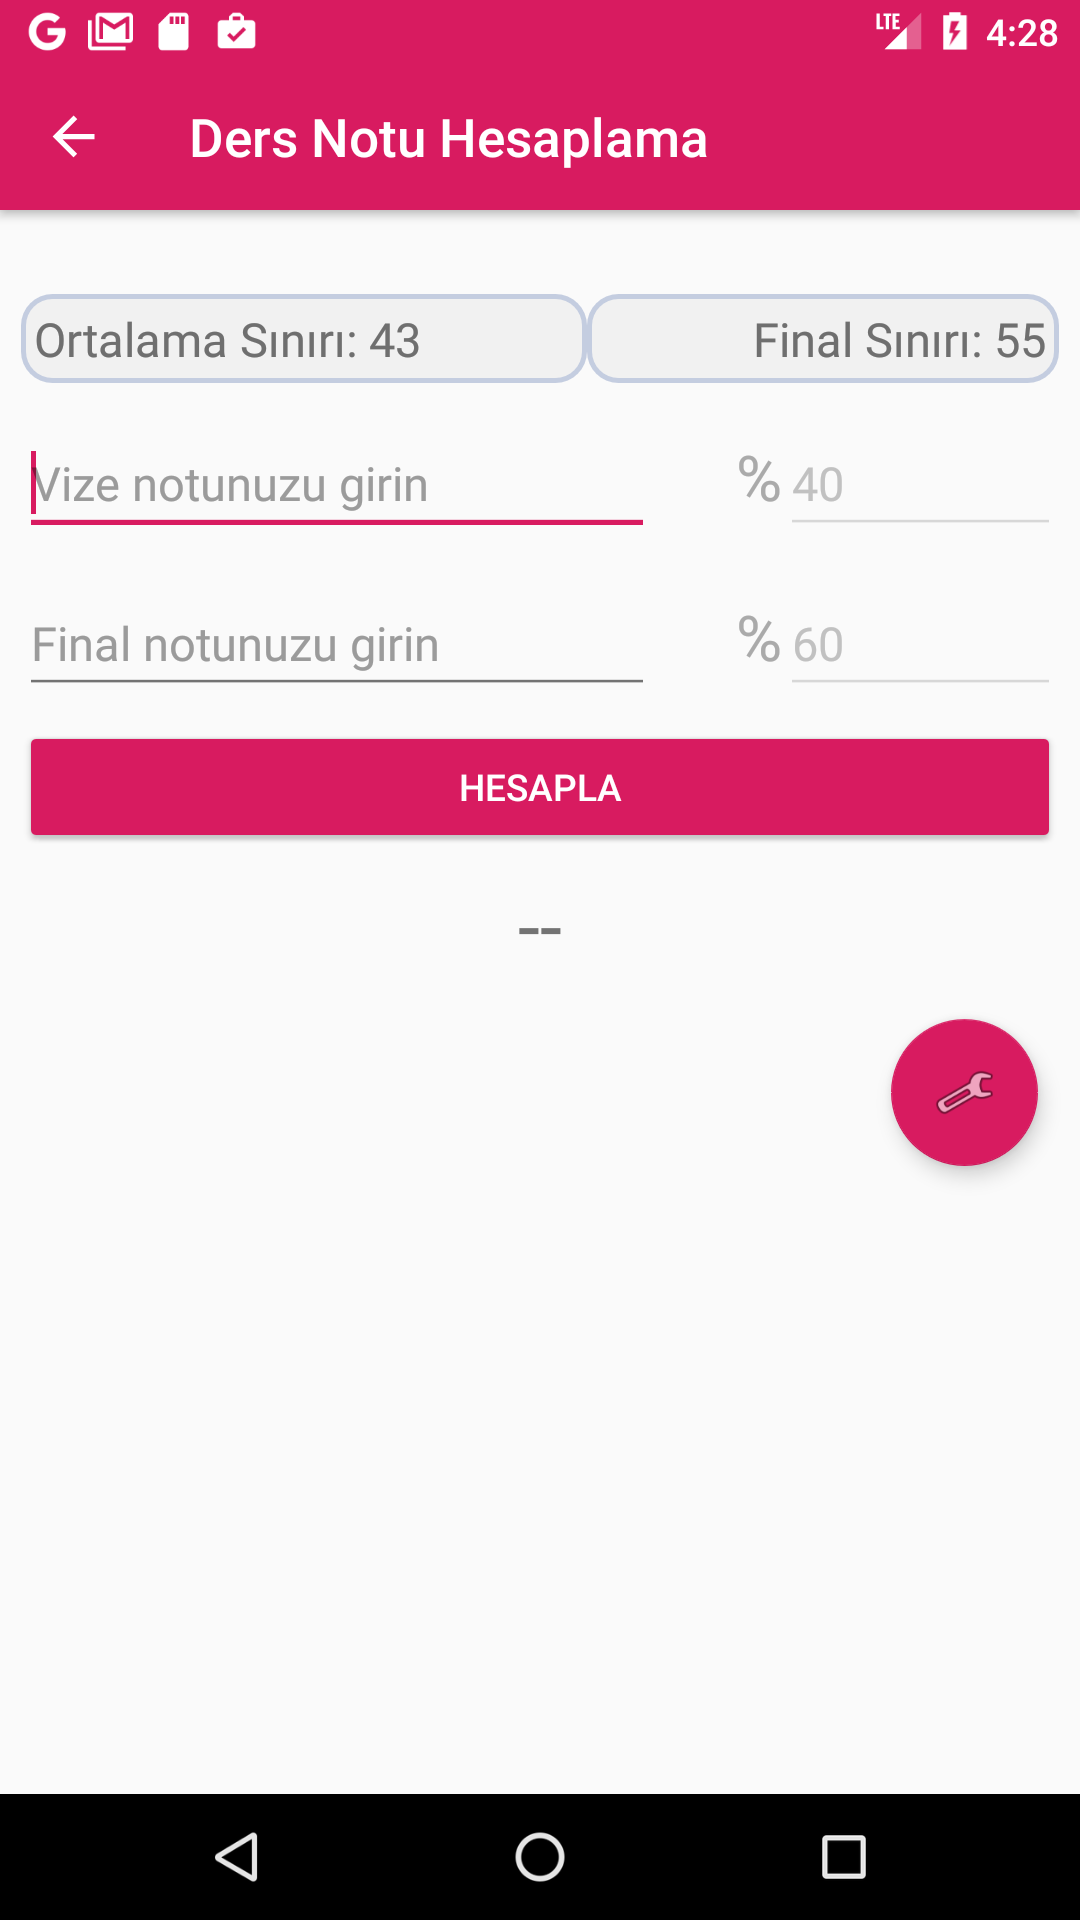 LTE 4:28
Ders Notu Hesaplama
Ortalama Sınırı: 43 Final Sınırı: 55
Vize notunuzu girin % 40
Final notunuzu girin % 60
HESAPLA
--